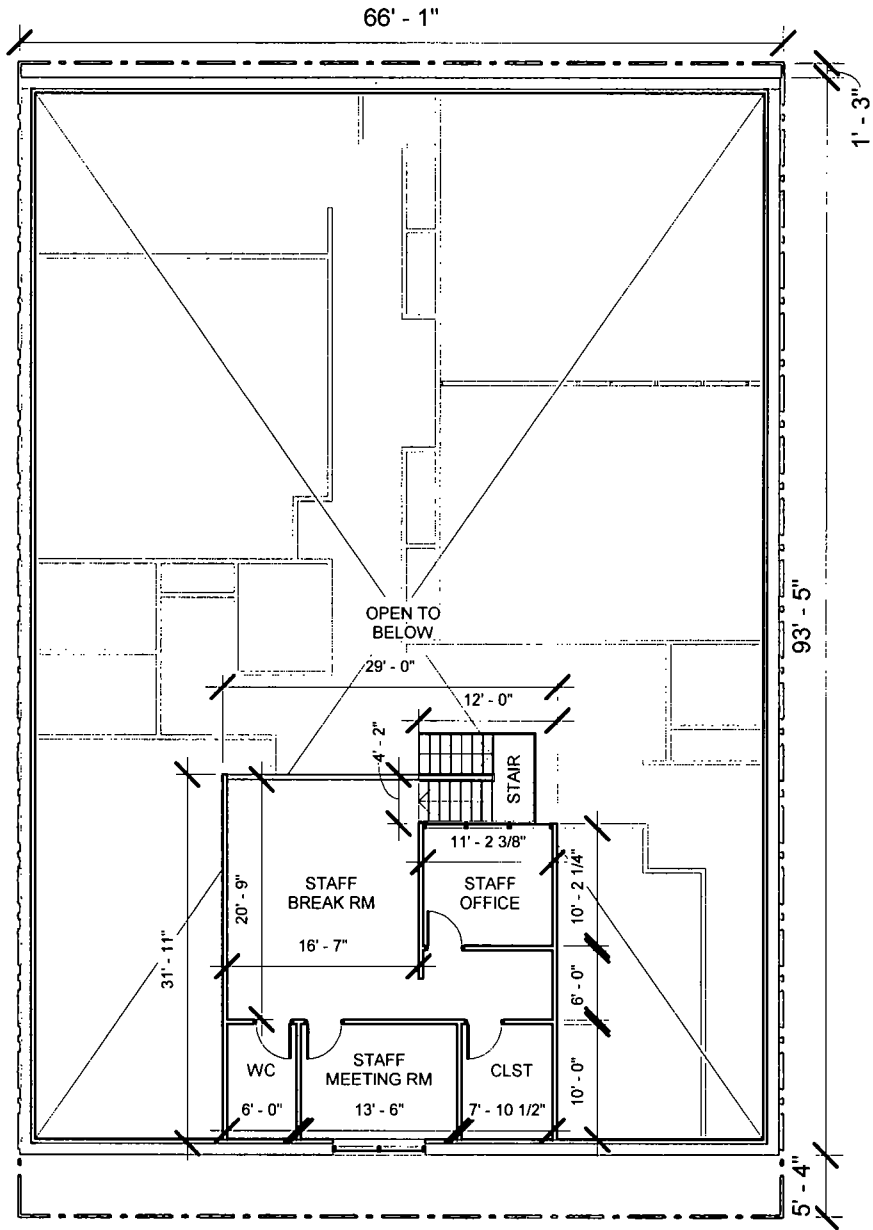 66' - 1"
1' - 3"
OPEN TO
BELOW
93' - 5"
29' - 0"
12' - 0"
4' - 2"
STAIR
11' - 2 3/8"
10' - 2 1/4"
STAFF
BREAK RM
STAFF
OFFICE
20' - 9"
16' - 7"
31' - 11"
6' - 0"
WC
STAFF
MEETING RM
CLST
10' - 0"
6' - 0"
13' - 6"
7' - 10 1/2"
5' - 4"